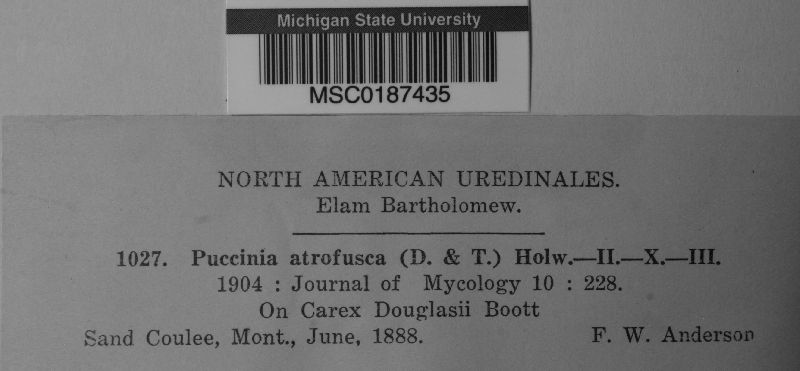 Michigan State University
MSC0187435
NORTH AMERICAN UREDINALES.
Elam Bartholomew.
1027. Puccinia atrofusca (D. & T.) Holw.—II.—X.—III.
1904 : Journal of Mycology 10 : 228.
On Carex Douglasii Boott
Sand Coulee, Mont., June, 1888. F. W. Anderson